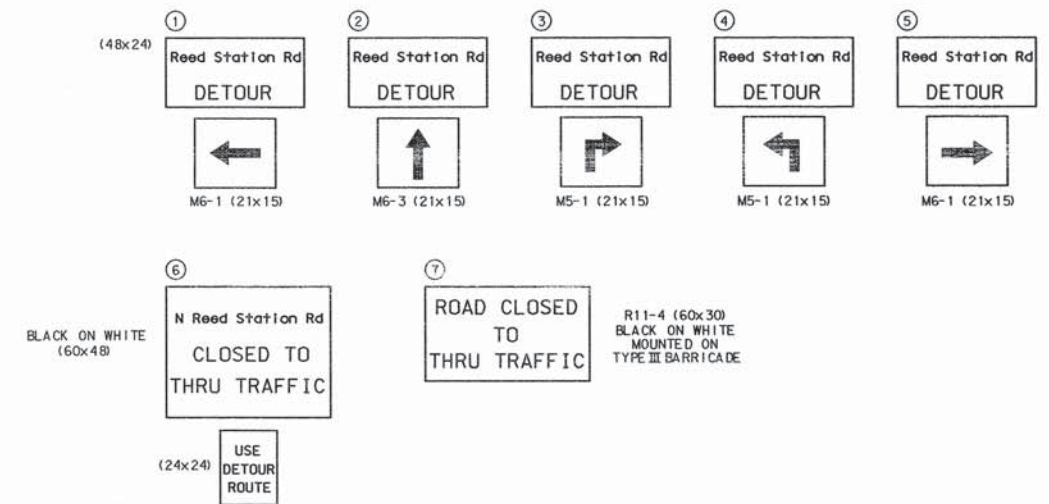 ① ② ③ ④ ⑤
(48x24)
Reed Station Rd
DETOUR
M6-1 (21x15)
Reed Station Rd
DETOUR
M6-3 (21x15)
Reed Station Rd
DETOUR
M5-1 (21x15)
Reed Station Rd
DETOUR
M5-1 (21x15)
Reed Station Rd
DETOUR
M6-1 (21x15)
⑥
BLACK ON WHITE
(60x48)
N Reed Station Rd
CLOSED TO
THRU TRAFFIC
(24x24)
USE
DETOUR
ROUTE
⑦
ROAD CLOSED
TO
THRU TRAFFIC
R11-4 (60x30)
BLACK ON WHITE
MOUNTED ON
TYPE III BARRICADE